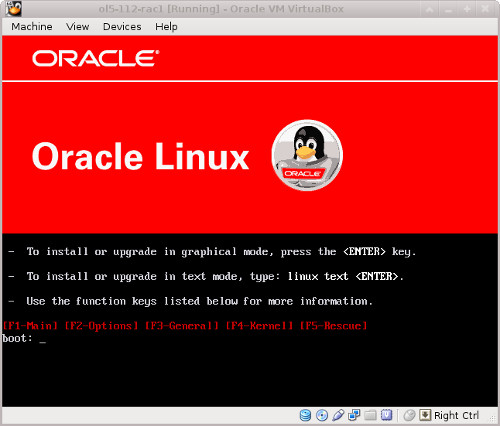 ol5-112-rac1 [Running] - Oracle VM VirtualBox
Machine View Devices Help
ORACLE®
Oracle Linux
ORACLE
- To install or upgrade in graphical mode, press the <ENTER> key.
- To install or upgrade in text mode, type: linux text <ENTER>.
- Use the function keys listed below for more information.
[F1-Main] [F2-Options] [F3-General] [F4-Kernel] [F5-Rescue]
boot: _
Right Ctrl